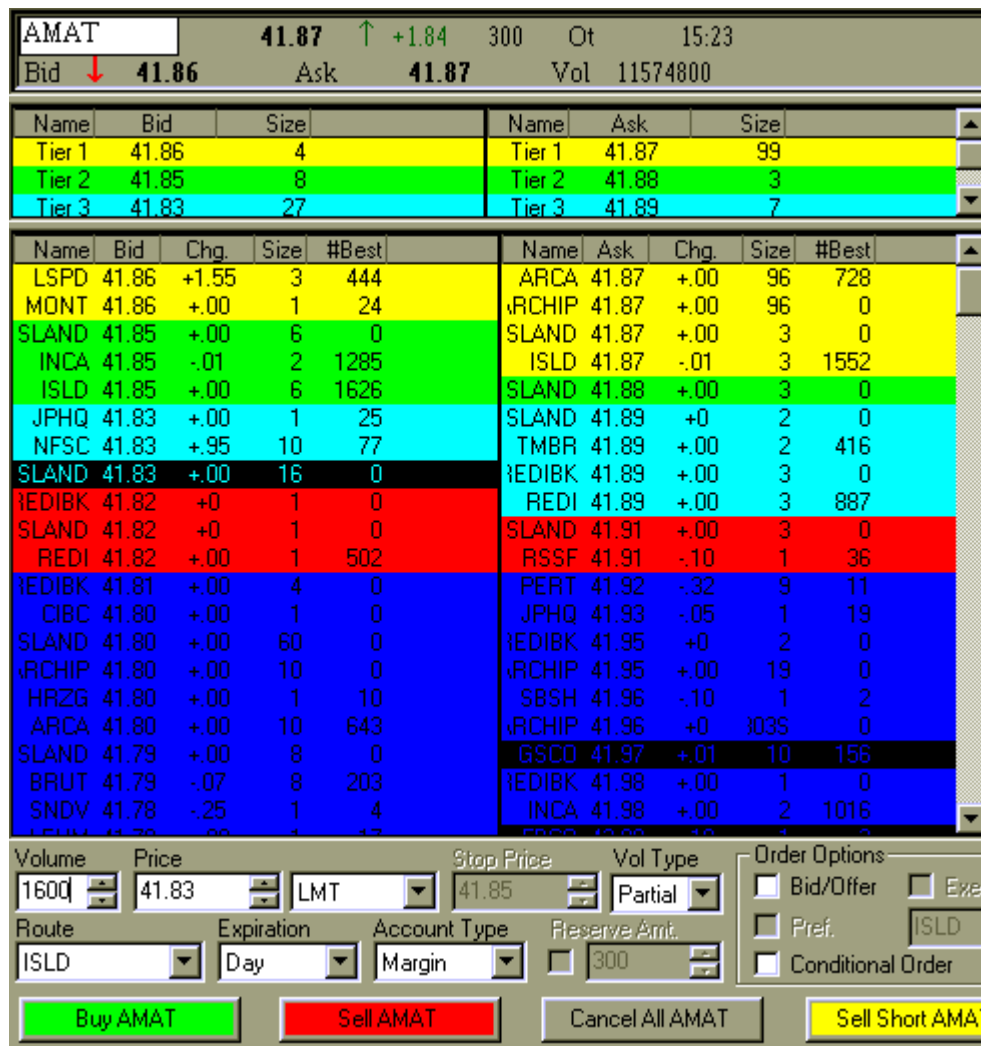 AMAT 41.87 ↑ +1.84 300 Ot 15:23
Bid ↓ 41.86 Ask 41.87 Vol 11574800
Name Bid Size Name Ask Size
Tier 1 41.86 4 Tier 1 41.87 99
Tier 2 41.85 8 Tier 2 41.88 3
Tier 3 41.83 27 Tier 3 41.89 7
Name Bid Chg. Size #Best Name Ask Chg. Size #Best
LSPD 41.86 +1.55 3 444 ARCA 41.87 +.00 96 728
MONT 41.86 +.00 1 24 RCHIP 41.87 +.00 96 0
SLAND 41.85 +.00 6 0 SLAND 41.87 +.00 3 0
INCA 41.85 -.01 2 1285 ISLD 41.87 -.01 3 1552
ISLD 41.85 +.00 6 1626 SLAND 41.88 +.00 3 0
JPHQ 41.83 +.00 1 25 SLAND 41.89 +0 2 0
NFSC 41.83 +.95 10 77 TMBR 41.89 +.00 2 416
SLAND 41.83 +.00 16 0 REDIBK 41.89 +.00 3 0
REDIBK 41.82 +0 1 0 REDI 41.89 +.00 3 887
SLAND 41.82 +0 1 0 SLAND 41.91 +.00 3 0
REDI 41.82 +.00 1 502 RSSF 41.91 -.10 1 36
REDIBK 41.81 +.00 4 0 PERT 41.92 -.32 9 11
CIBC 41.80 +.00 1 0 JPHQ 41.93 -.05 1 19
SLAND 41.80 +.00 60 0 REDIBK 41.95 +0 2 0
RCHIP 41.80 +.00 10 0 RCHIP 41.95 +.00 19 0
HRZG 41.80 +.00 1 10 SBSH 41.96 -.10 1 2
ARCA 41.80 +.00 10 643 RCHIP 41.96 +0 303S 0
SLAND 41.79 +.00 8 0 GSCO 41.97 +.01 10 156
BRUT 41.79 -.07 8 203 REDIBK 41.98 +.00 1 0
SNDV 41.78 -.25 1 4 INCA 41.98 +.00 2 1016
Volume Price Stop Price Vol Type Order Options
1600 41.83 LMT 41.85 Partial Bid/Offer Exe
Route Expiration Account Type Reserve Amt. Pref. ISLD
ISLD Day Margin 300 Conditional Order
Buy AMAT Sell AMAT Cancel All AMAT Sell Short AMA